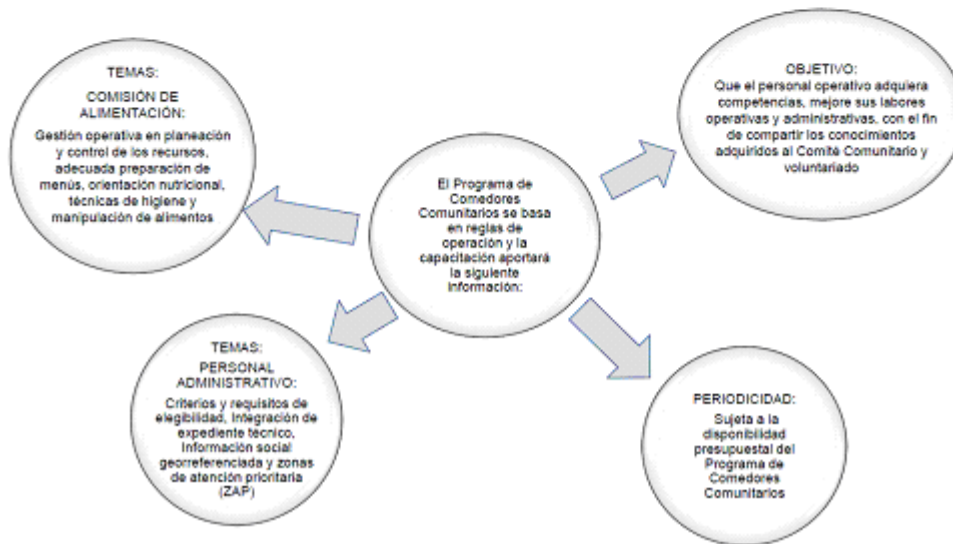 TEMAS:
COMISIÓN DE
ALIMENTACIÓN:
Gestión operativa en planeación
y control de los recursos,
adecuada preparación de
menús, orientación nutricional,
técnicas de higiene y
manipulación de alimentos
OBJETIVO:
Que el personal operativo adquiera
competencias, mejore sus labores
operativas y administrativas, con el fin
de compartir los conocimientos
adquiridos al Comité Comunitario y
voluntariado
El Programa de
Comedores
Comunitarios se basa
en reglas de
operación y la
capacitación aportará
la siguiente
información:
TEMAS:
PERSONAL
ADMINISTRATIVO:
Criterios y requisitos de
elegibilidad, Integración de
expediente técnico,
Información social
georreferenciada y zonas
de atención prioritaria
(ZAP)
PERIODICIDAD:
Sujeta a la
disponibilidad
presupuestal del
Programa de
Comedores
Comunitarios